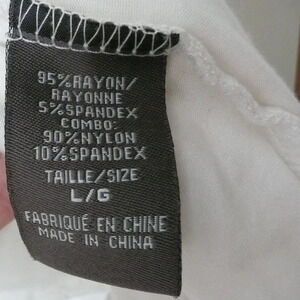 95%RAYON/
RAYONNE
5%SPANDEX
COMBO:
90%NYLON
10%SPANDEX
TAILLE/SIZE
L/G
FABRIQUÉ EN CHINE
MADE IN CHINA